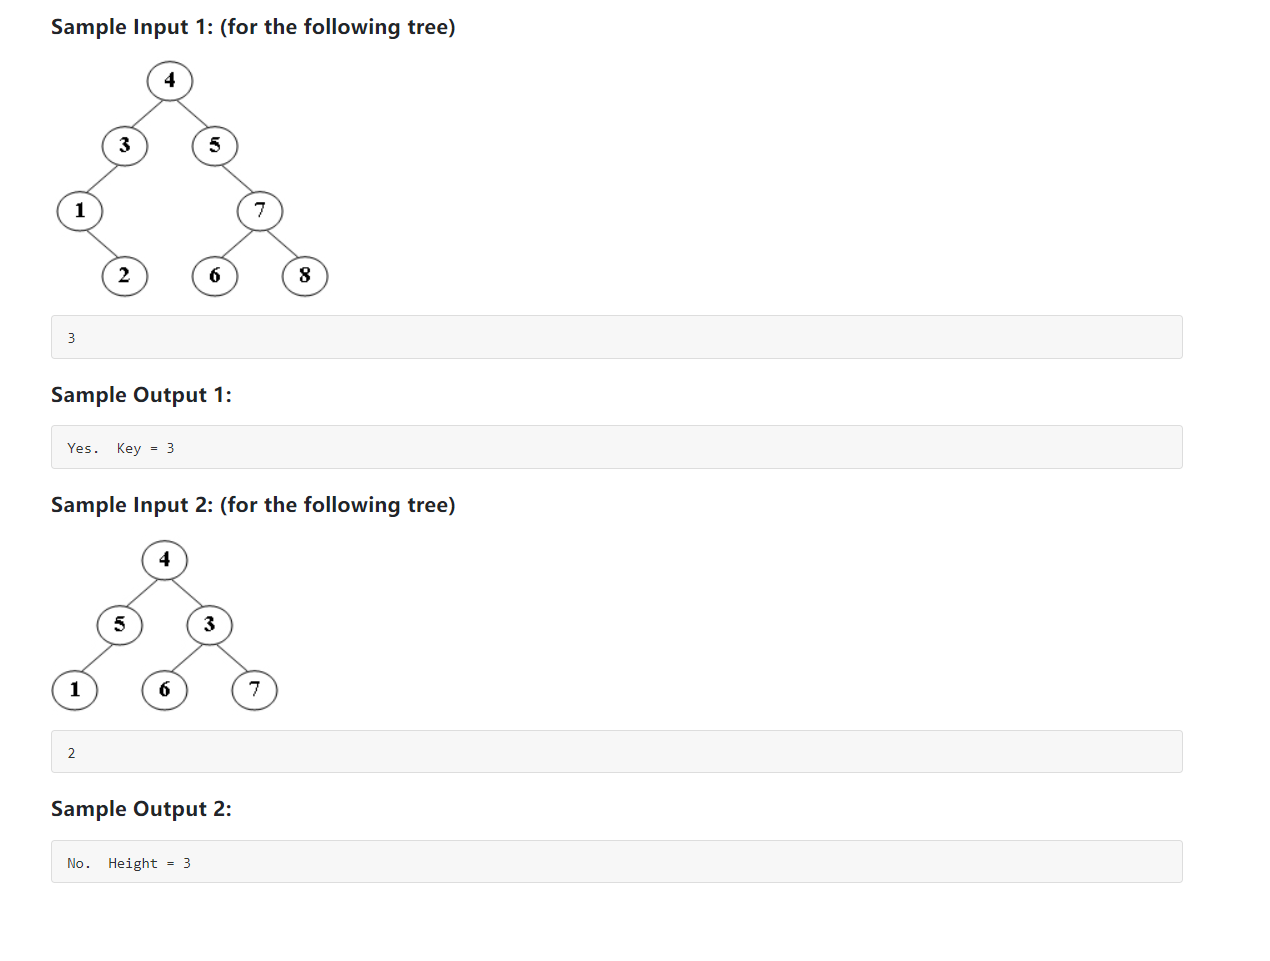 Sample Input 1: (for the following tree)
4
3 5
1 7
2 6 8
3
Sample Output 1:
Yes.  Key = 3
Sample Input 2: (for the following tree)
4
5 3
1 6 7
2
Sample Output 2:
No.  Height = 3